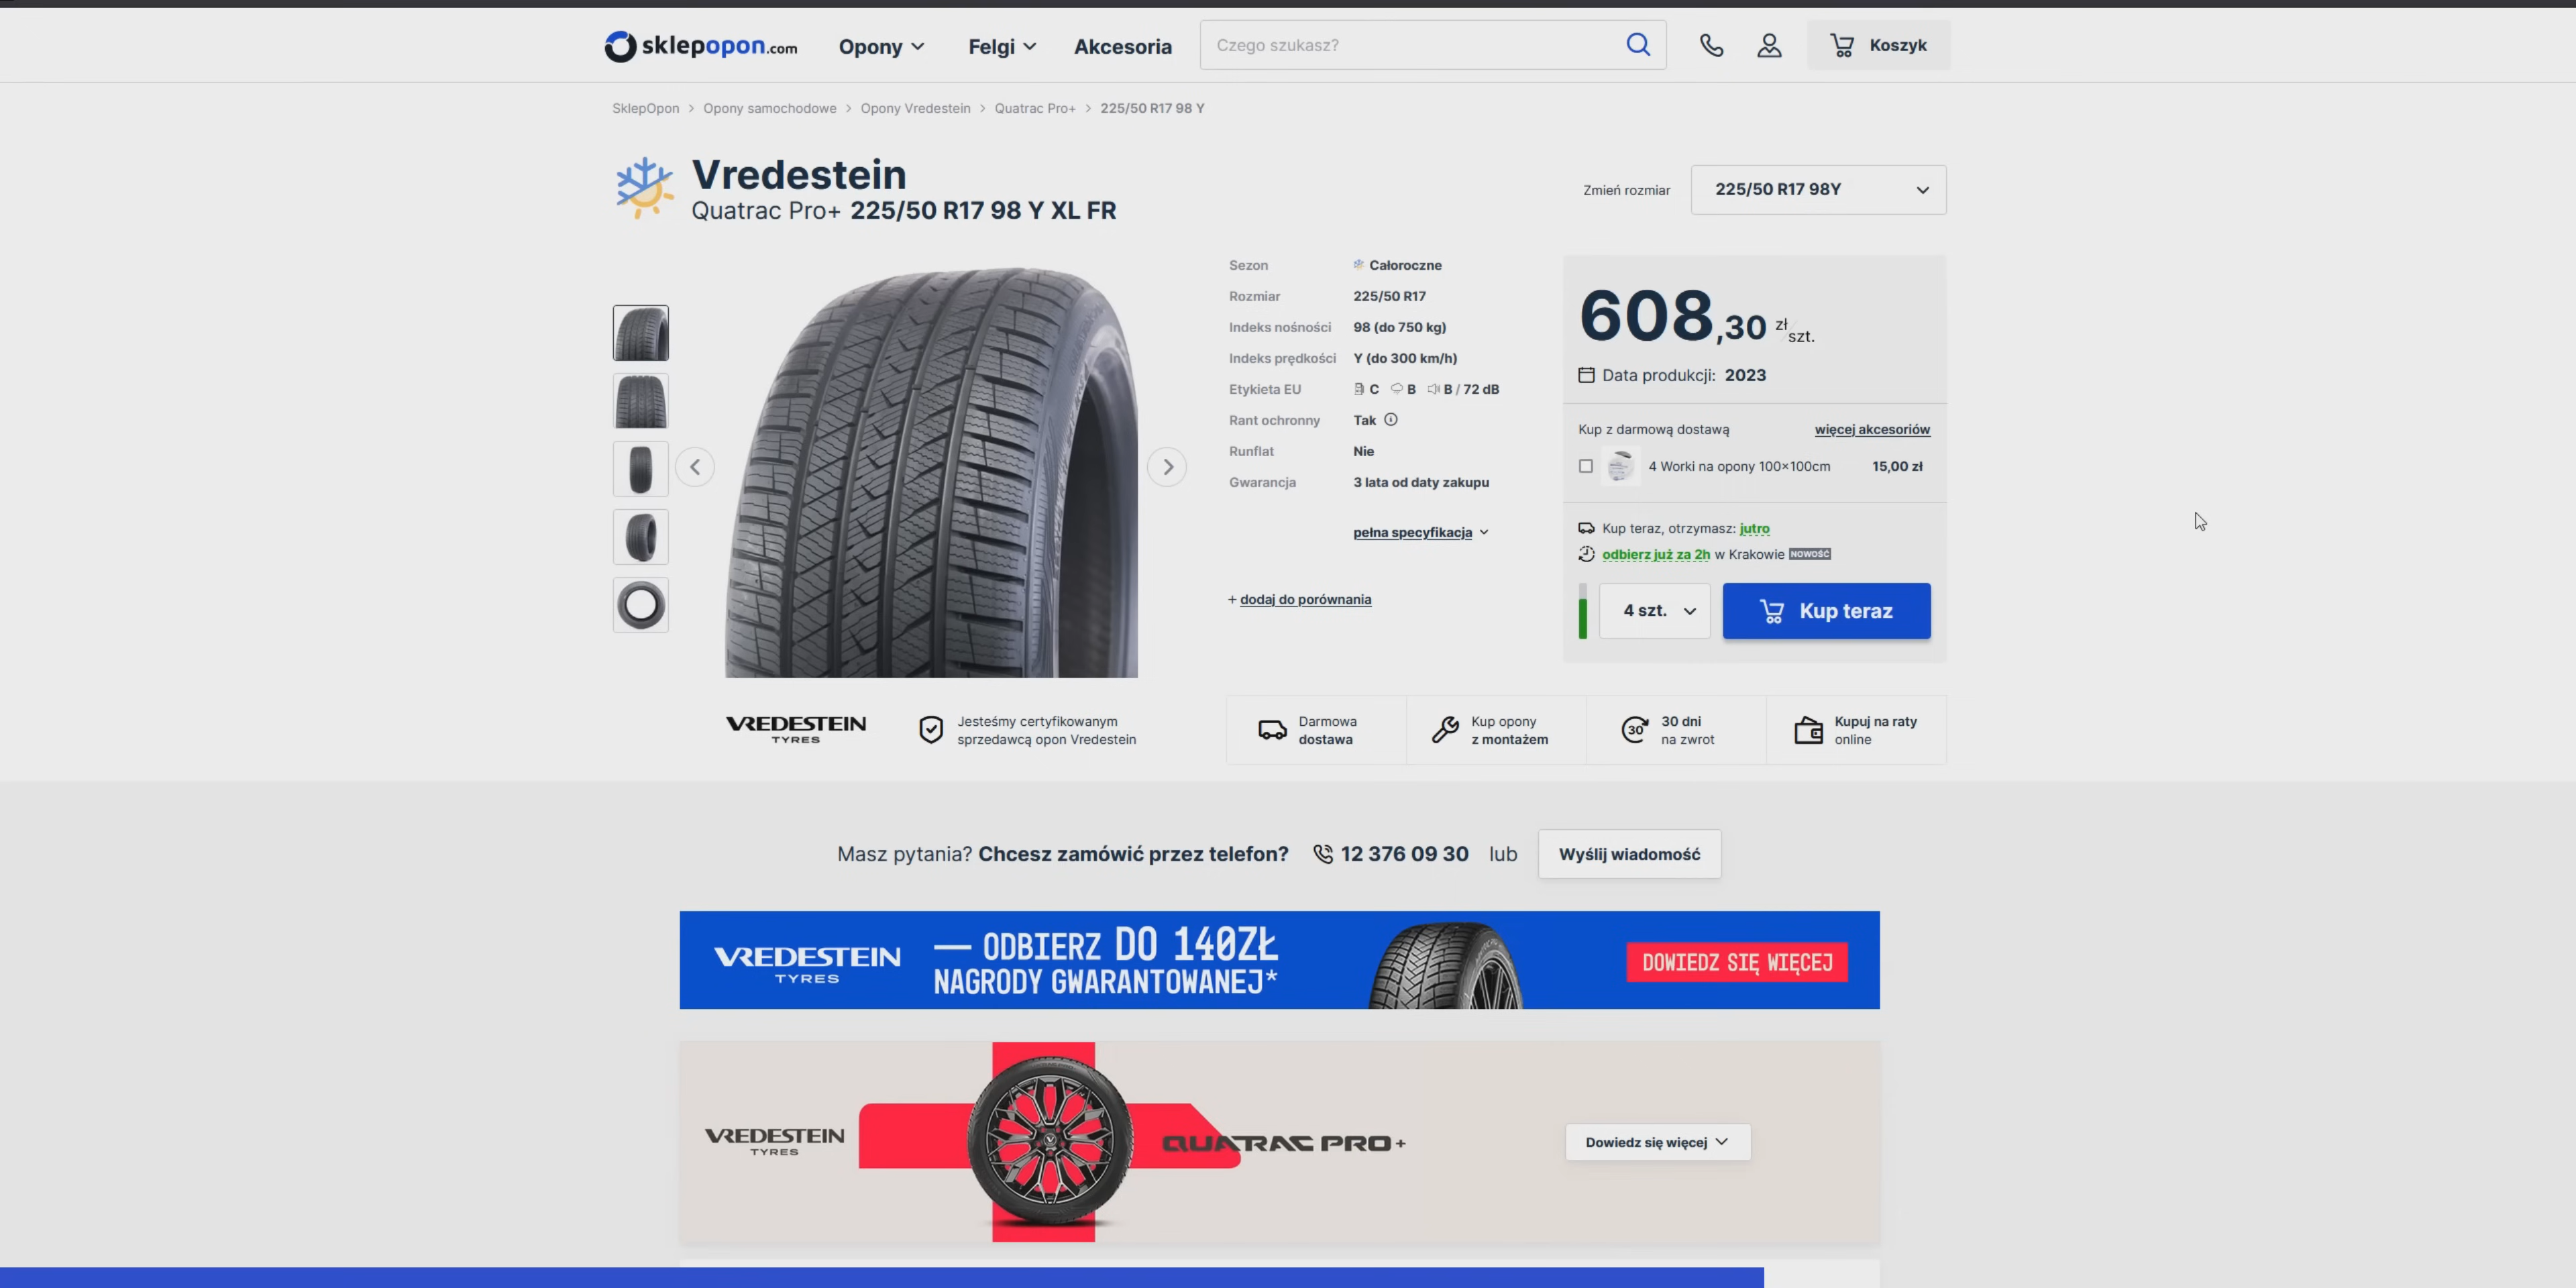 sklepopon.com
Opony
Felgi
Akcesoria
Czego szukasz?
Koszyk
SklepOpon > Opony samochodowe > Opony Vredestein > Quatrac Pro+ > 225/50 R17 98 Y
Vredestein
Quatrac Pro+ 225/50 R17 98 Y XL FR
Zmień rozmiar
225/50 R17 98Y
Sezon Całoroczne
Rozmiar 225/50 R17
Indeks nośności 98 (do 750 kg)
Indeks prędkości Y (do 300 km/h)
Etykieta EU C B B / 72 dB
Rant ochronny Tak
Runflat Nie
Gwarancja 3 lata od daty zakupu
pełna specyfikacja
+ dodaj do porównania
608,30 zł/szt.
Data produkcji: 2023
Kup z darmową dostawą więcej akcesoriów
4 Worki na opony 100×100cm 15,00 zł
Kup teraz, otrzymasz: jutro
odbierz już za 2h w Krakowie NOWOŚĆ
4 szt.
Kup teraz
VREDESTEIN
TYRES
Jesteśmy certyfikowanym
sprzedawcą opon Vredestein
Darmowa
dostawa
Kup opony
z montażem
30
30 dni
na zwrot
Kupuj na raty
online
Masz pytania? Chcesz zamówić przez telefon? 12 376 09 30 lub Wyślij wiadomość
VREDESTEIN
TYRES
— ODBIERZ DO 140ZŁ
NAGRODY GWARANTOWANEJ*
DOWIEDZ SIĘ WIĘCEJ
VREDESTEIN
TYRES
QUATRAC PRO+
Dowiedz się więcej